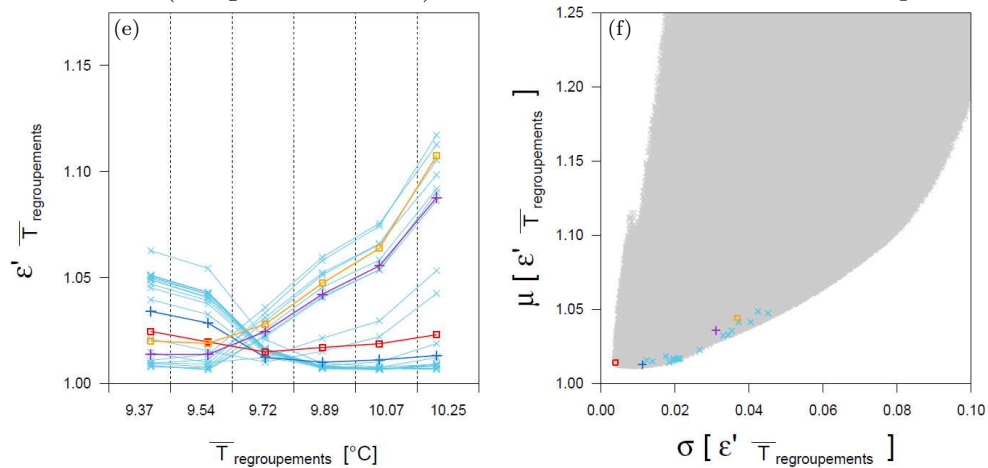 (e)
1.15
1.10
1.05
1.00
ε' T̅ regroupements
9.37 9.54 9.72 9.89 10.07 10.25
T̅ regroupements [°C]
(f)
1.25
1.20
1.15
1.10
1.05
1.00
μ [ ε' T̅ regroupements ]
0.00 0.02 0.04 0.06 0.08 0.10
σ [ ε' T̅ regroupements ]